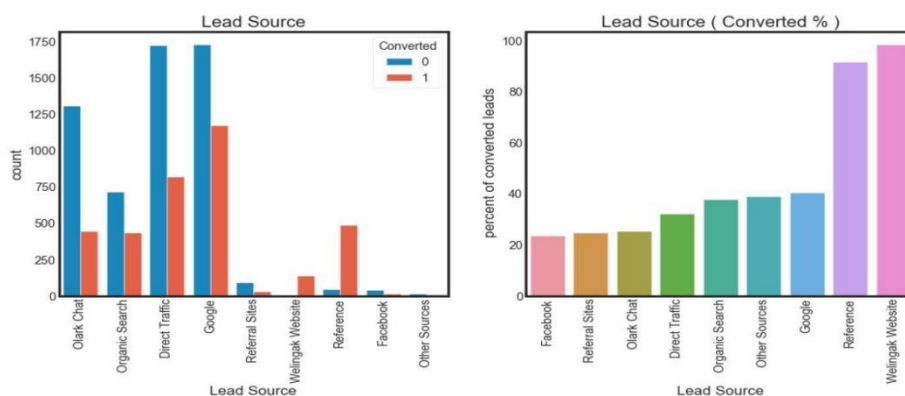 Lead Source
1750
1500
1250
1000
750
500
250
0
count
Converted
0
1
Olark Chat
Organic Search
Direct Traffic
Google
Referral Sites
Welingak Website
Reference
Facebook
Other Sources
Lead Source
Lead Source ( Converted % )
100
80
60
40
20
0
percent of converted leads
Facebook
Referral Sites
Olark Chat
Direct Traffic
Organic Search
Other Sources
Google
Reference
Welingak Website
Lead Source